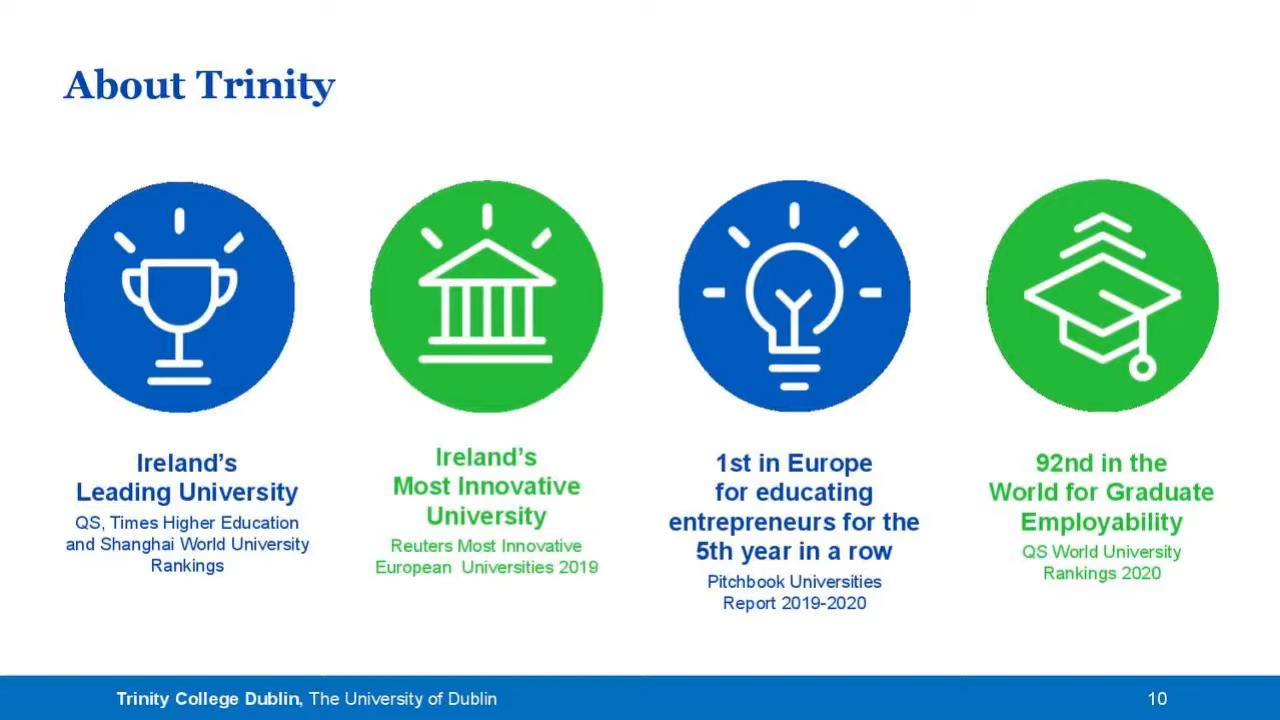 About Trinity
Ireland’s
Leading University
QS, Times Higher Education
and Shanghai World University
Rankings
Ireland’s
Most Innovative
University
Reuters Most Innovative
European  Universities 2019
1st in Europe
for educating
entrepreneurs for the
5th year in a row
Pitchbook Universities
Report 2019-2020
92nd in the
World for Graduate
Employability
QS World University
Rankings 2020
Trinity College Dublin, The University of Dublin
10